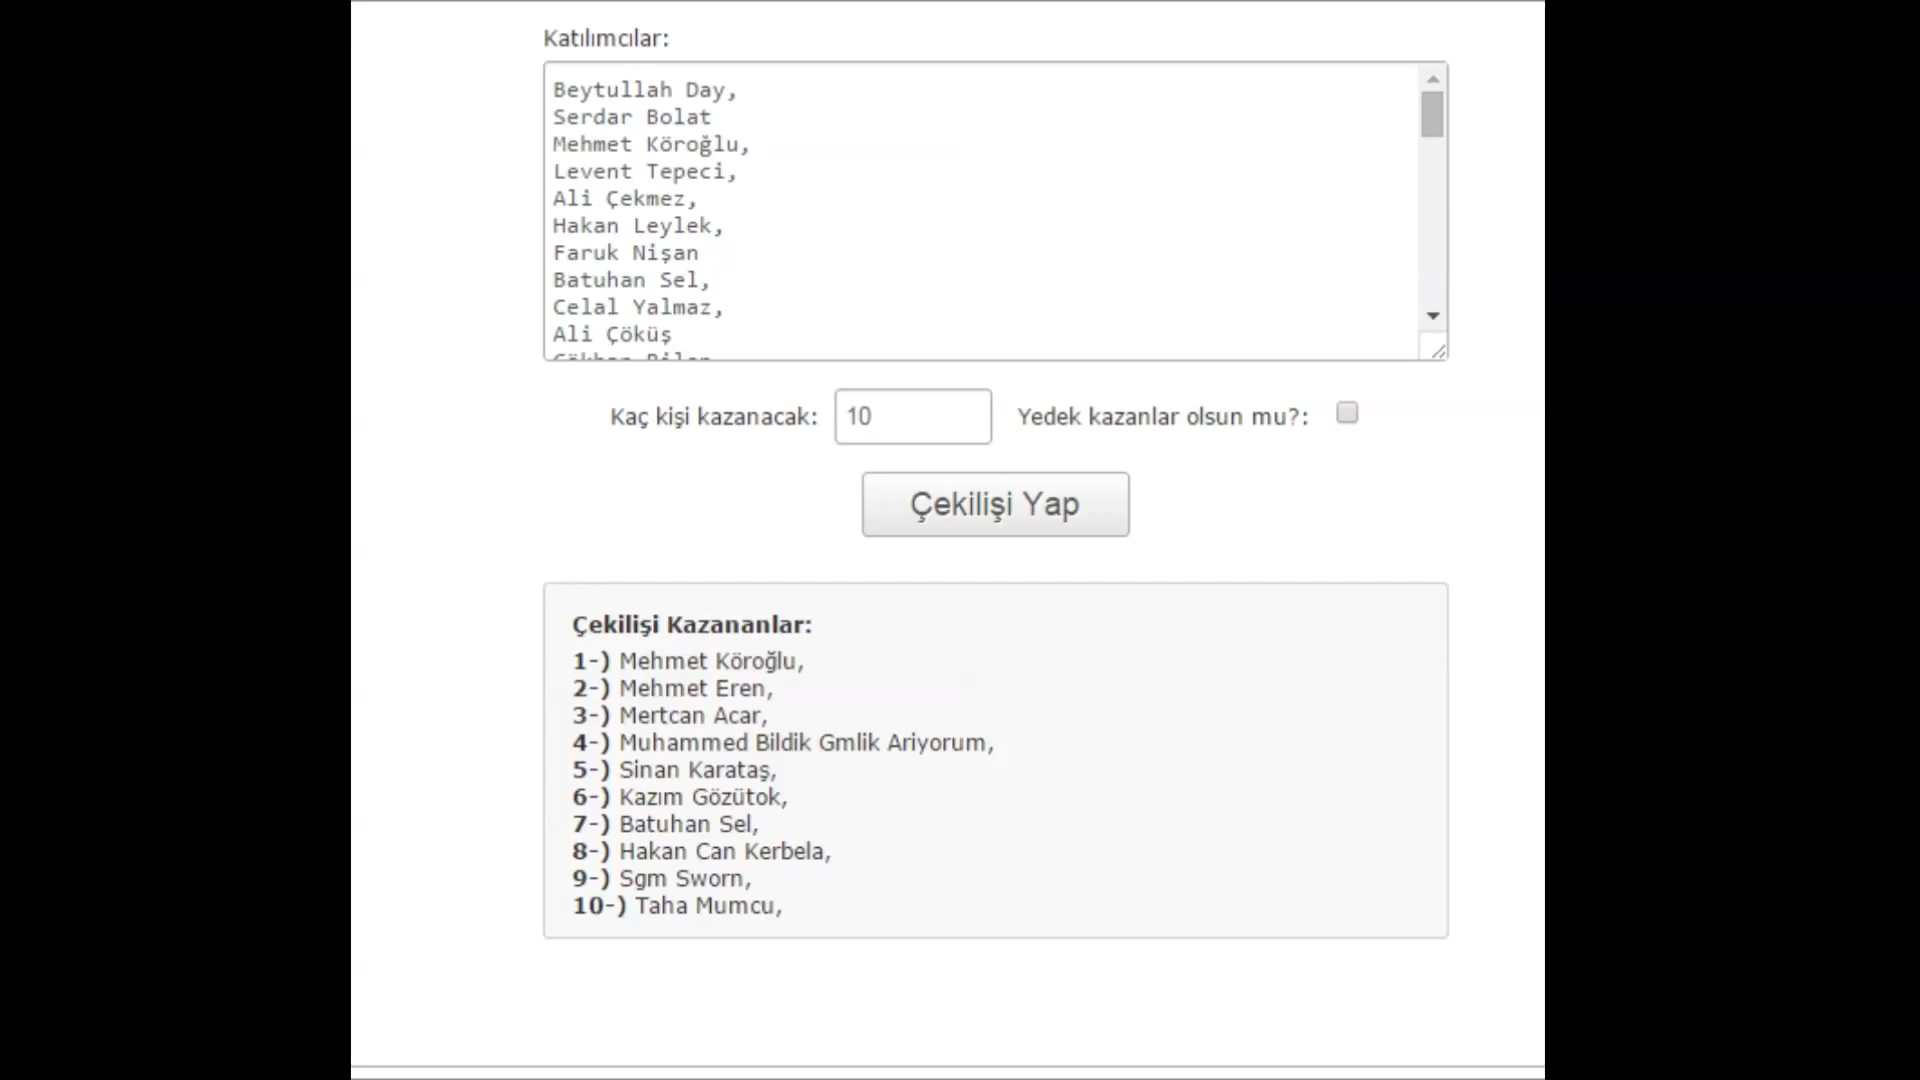 Katılımcılar:
Beytullah Day,
Serdar Bolat
Mehmet Köroğlu,
Levent Tepeci,
Ali Çekmez,
Hakan Leylek,
Faruk Nişan
Batuhan Sel,
Celal Yalmaz,
Ali Çöküş
Kaç kişi kazanacak: 10 Yedek kazanlar olsun mu?:
Çekilişi Yap
Çekilişi Kazananlar:
1-) Mehmet Köroğlu,
2-) Mehmet Eren,
3-) Mertcan Acar,
4-) Muhammed Bildik Gmlik Ariyorum,
5-) Sinan Karataş,
6-) Kazım Gözütok,
7-) Batuhan Sel,
8-) Hakan Can Kerbela,
9-) Sgm Sworn,
10-) Taha Mumcu,